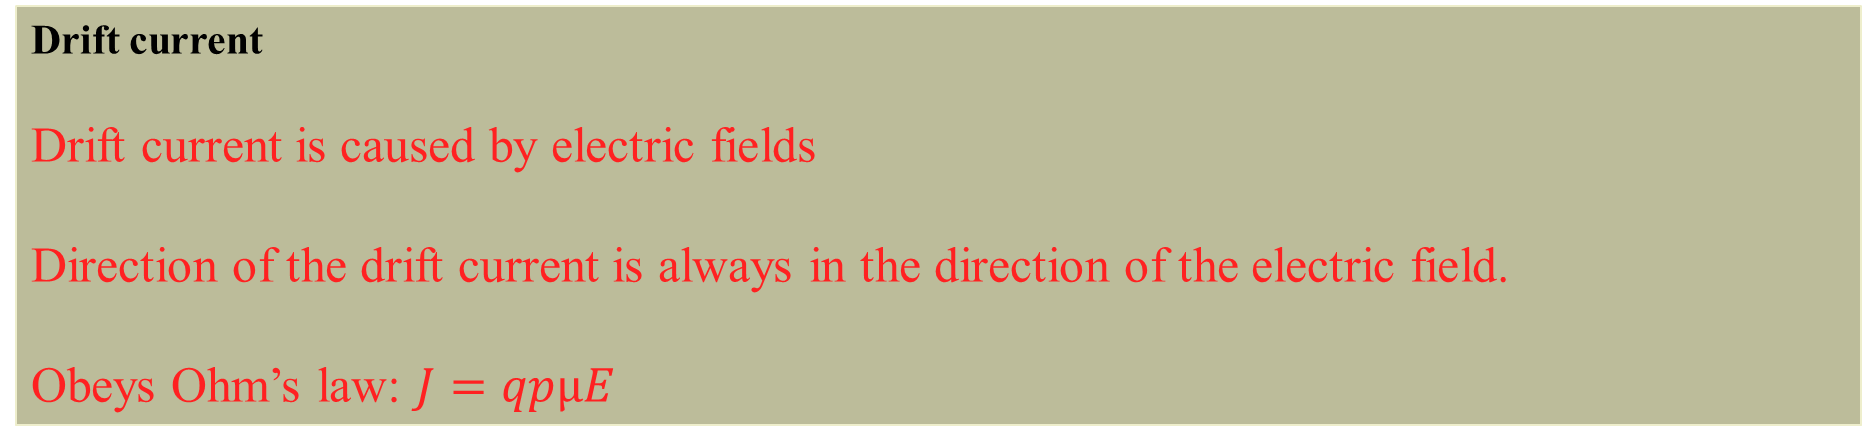 Drift current
Drift current is caused by electric fields
Direction of the drift current is always in the direction of the electric field.
Obeys Ohm’s law: J = qpμE